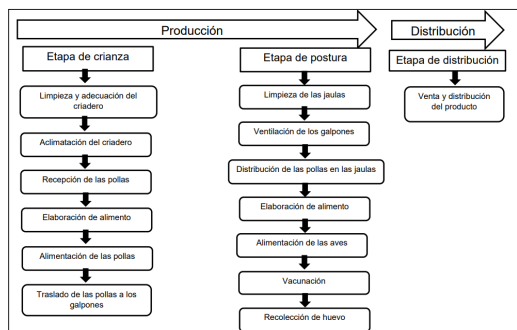 Producción
Distribución
Etapa de crianza
Limpieza y adecuación del
criadero
Aclimatación del criadero
Recepción de las pollas
Elaboración de alimento
Alimentación de las pollas
Traslado de las pollas a los
galpones
Etapa de postura
Limpieza de las jaulas
Ventilación de los galpones
Distribución de las pollas en las jaulas
Elaboración de alimento
Alimentación de las aves
Vacunación
Recolección de huevo
Etapa de distribución
Venta y distribución
del producto